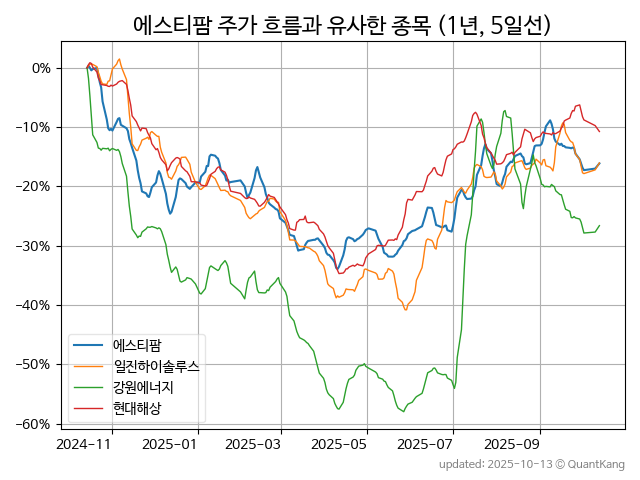 에스티팜 주가 흐름과 유사한 종목 (1년, 5일선)
0%
−10%
−20%
−30%
−40%
−50%
−60%
에스티팜
일진하이솔루스
강원에너지
현대해상
2024-11
2025-01
2025-03
2025-05
2025-07
2025-09
updated: 2025-10-13 © QuantKang